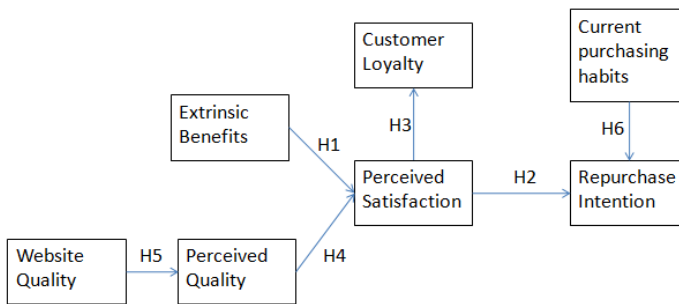 Customer
Loyalty
Current
purchasing
habits
Extrinsic
Benefits
H1
H3
H6
Perceived
Satisfaction
H2
Repurchase
Intention
Website
Quality
H5
Perceived
Quality
H4